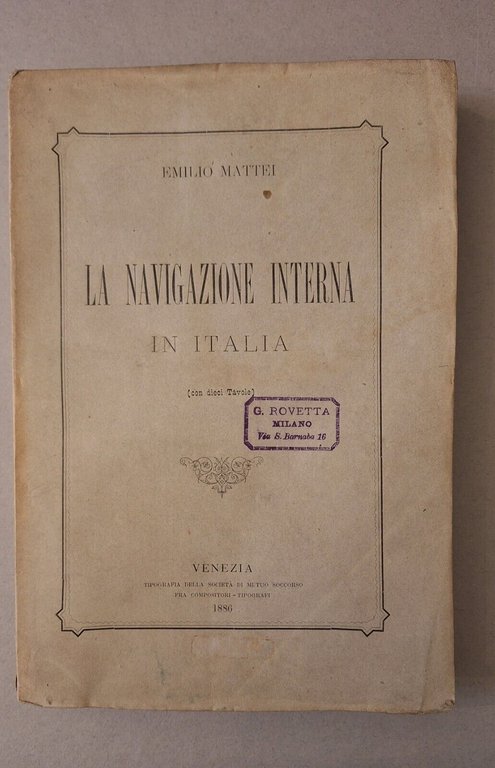 EMILIO MATTEI
LA NAVIGAZIONE INTERNA
IN ITALIA
(con dieci Tavole)
G. ROVETTA
MILANO
Via S. Barnaba 16
VENEZIA
TIPOGRAFIA DELLA SOCIETÀ DI MUTUO SOCCORSO
FRA COMPOSITORI-TIPOGRAFI
1886